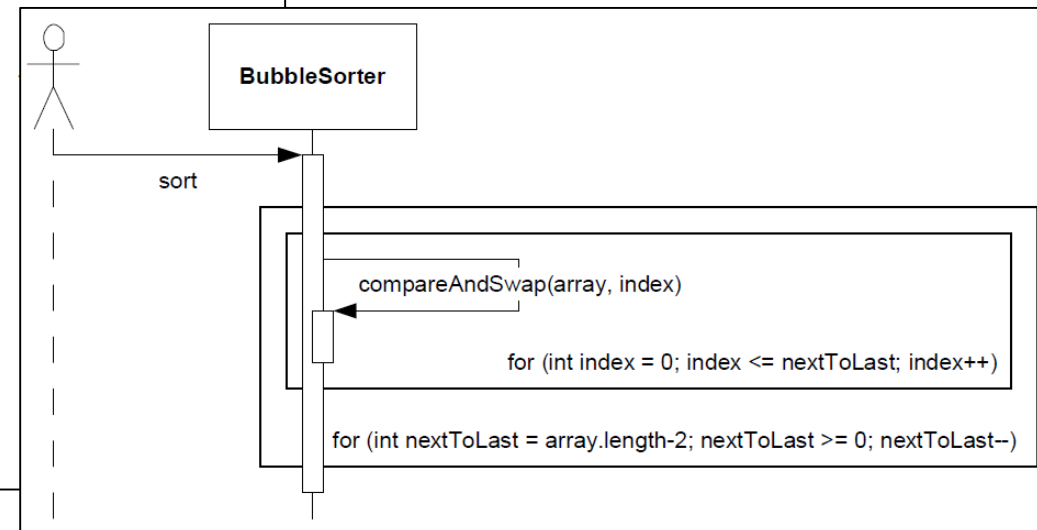 BubbleSorter
sort
compareAndSwap(array, index)
for (int index = 0; index <= nextToLast; index++)
for (int nextToLast = array.length-2; nextToLast >= 0; nextToLast--)